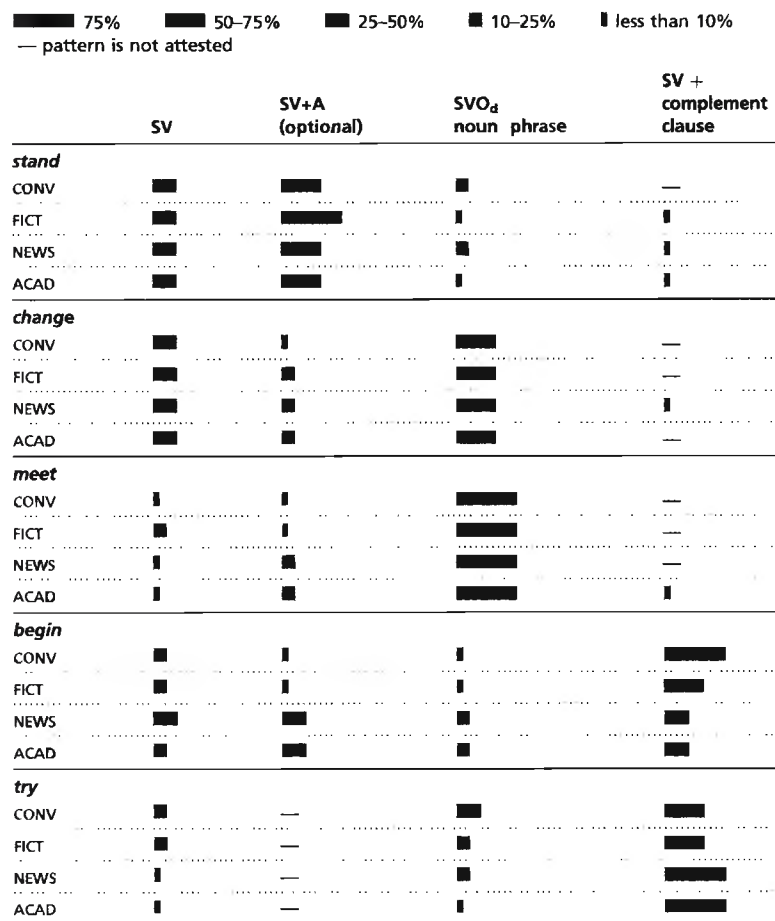 75% 50–75% 25–50% 10–25% less than 10%
— pattern is not attested
SV SV+A (optional) SVOd noun phrase SV + complement clause
stand
CONV —
FICT
NEWS
ACAD
change
CONV —
FICT —
NEWS
ACAD —
meet
CONV —
FICT —
NEWS —
ACAD
begin
CONV
FICT
NEWS
ACAD
try
CONV —
FICT —
NEWS —
ACAD —